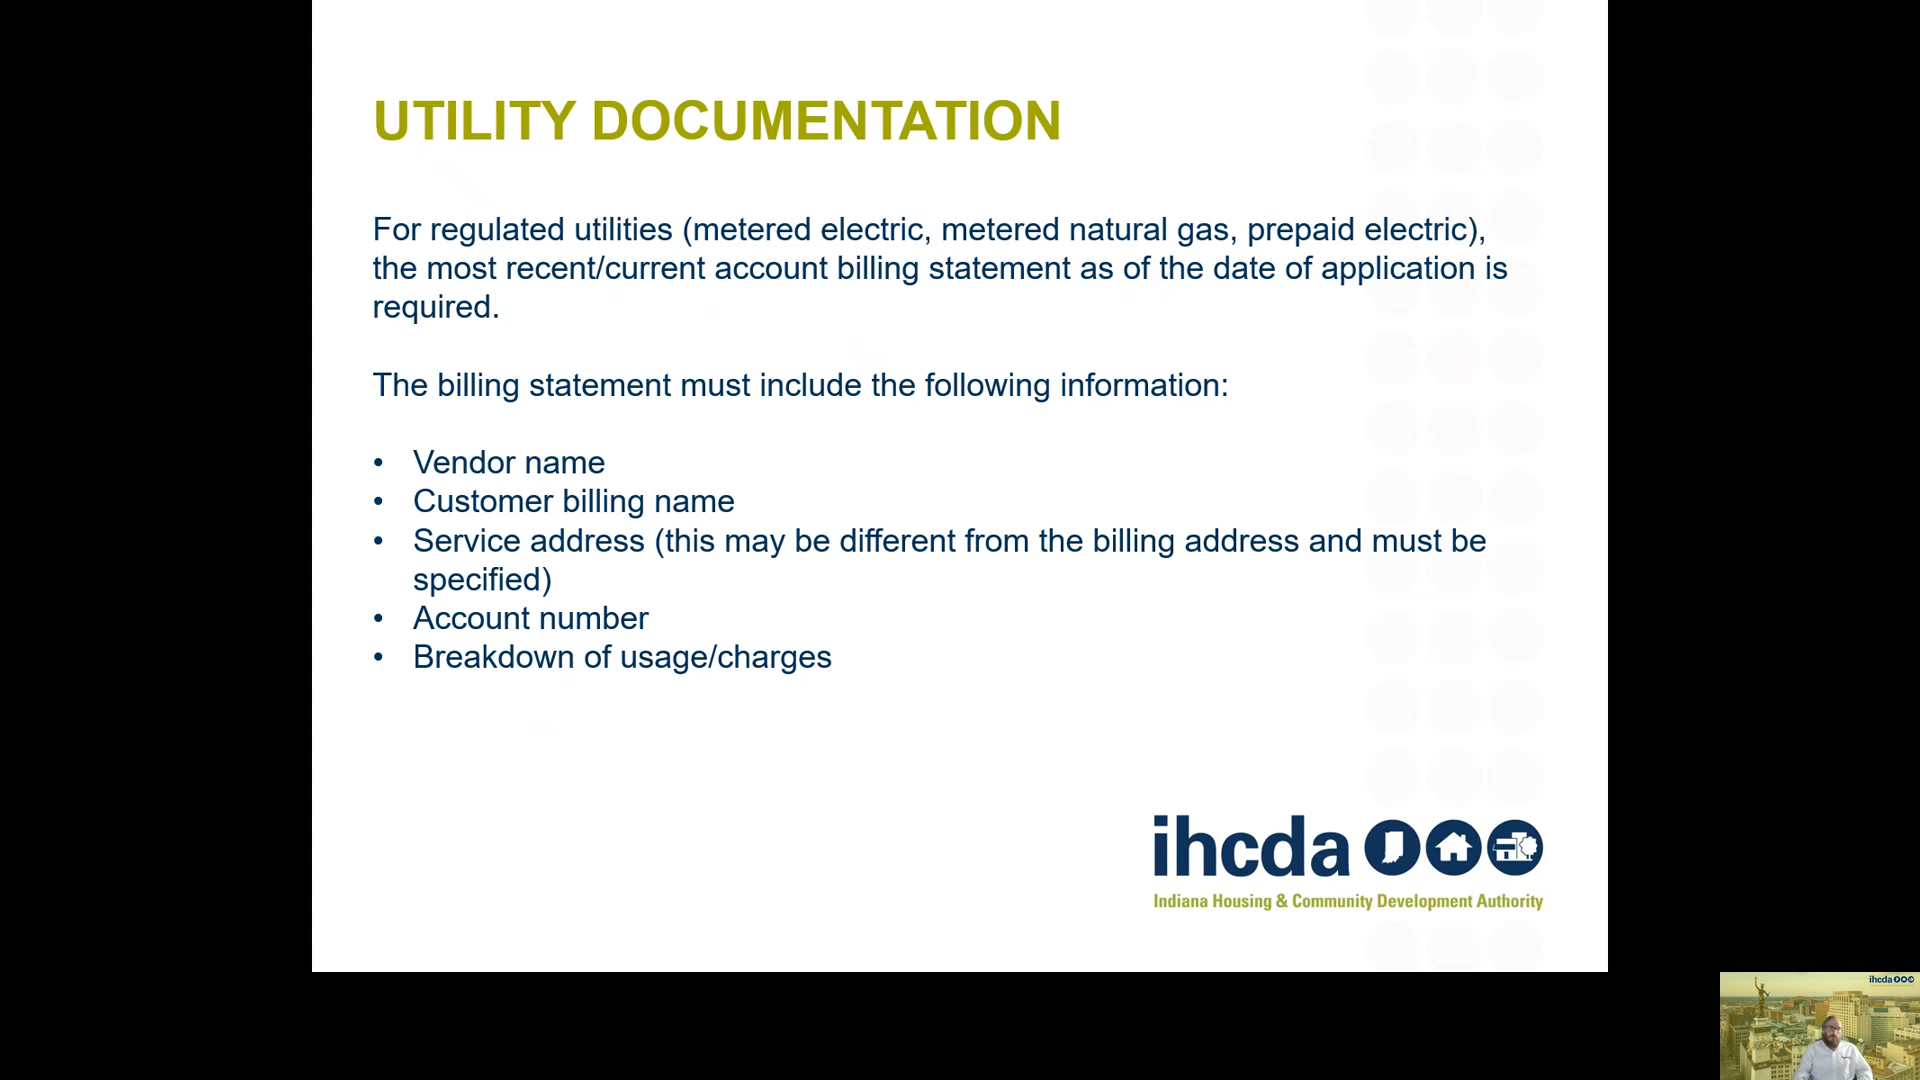 UTILITY DOCUMENTATION
For regulated utilities (metered electric, metered natural gas, prepaid electric),
the most recent/current account billing statement as of the date of application is
required.
The billing statement must include the following information:
• Vendor name
• Customer billing name
• Service address (this may be different from the billing address and must be
specified)
• Account number
• Breakdown of usage/charges
ihcda
Indiana Housing & Community Development Authority
ihcda